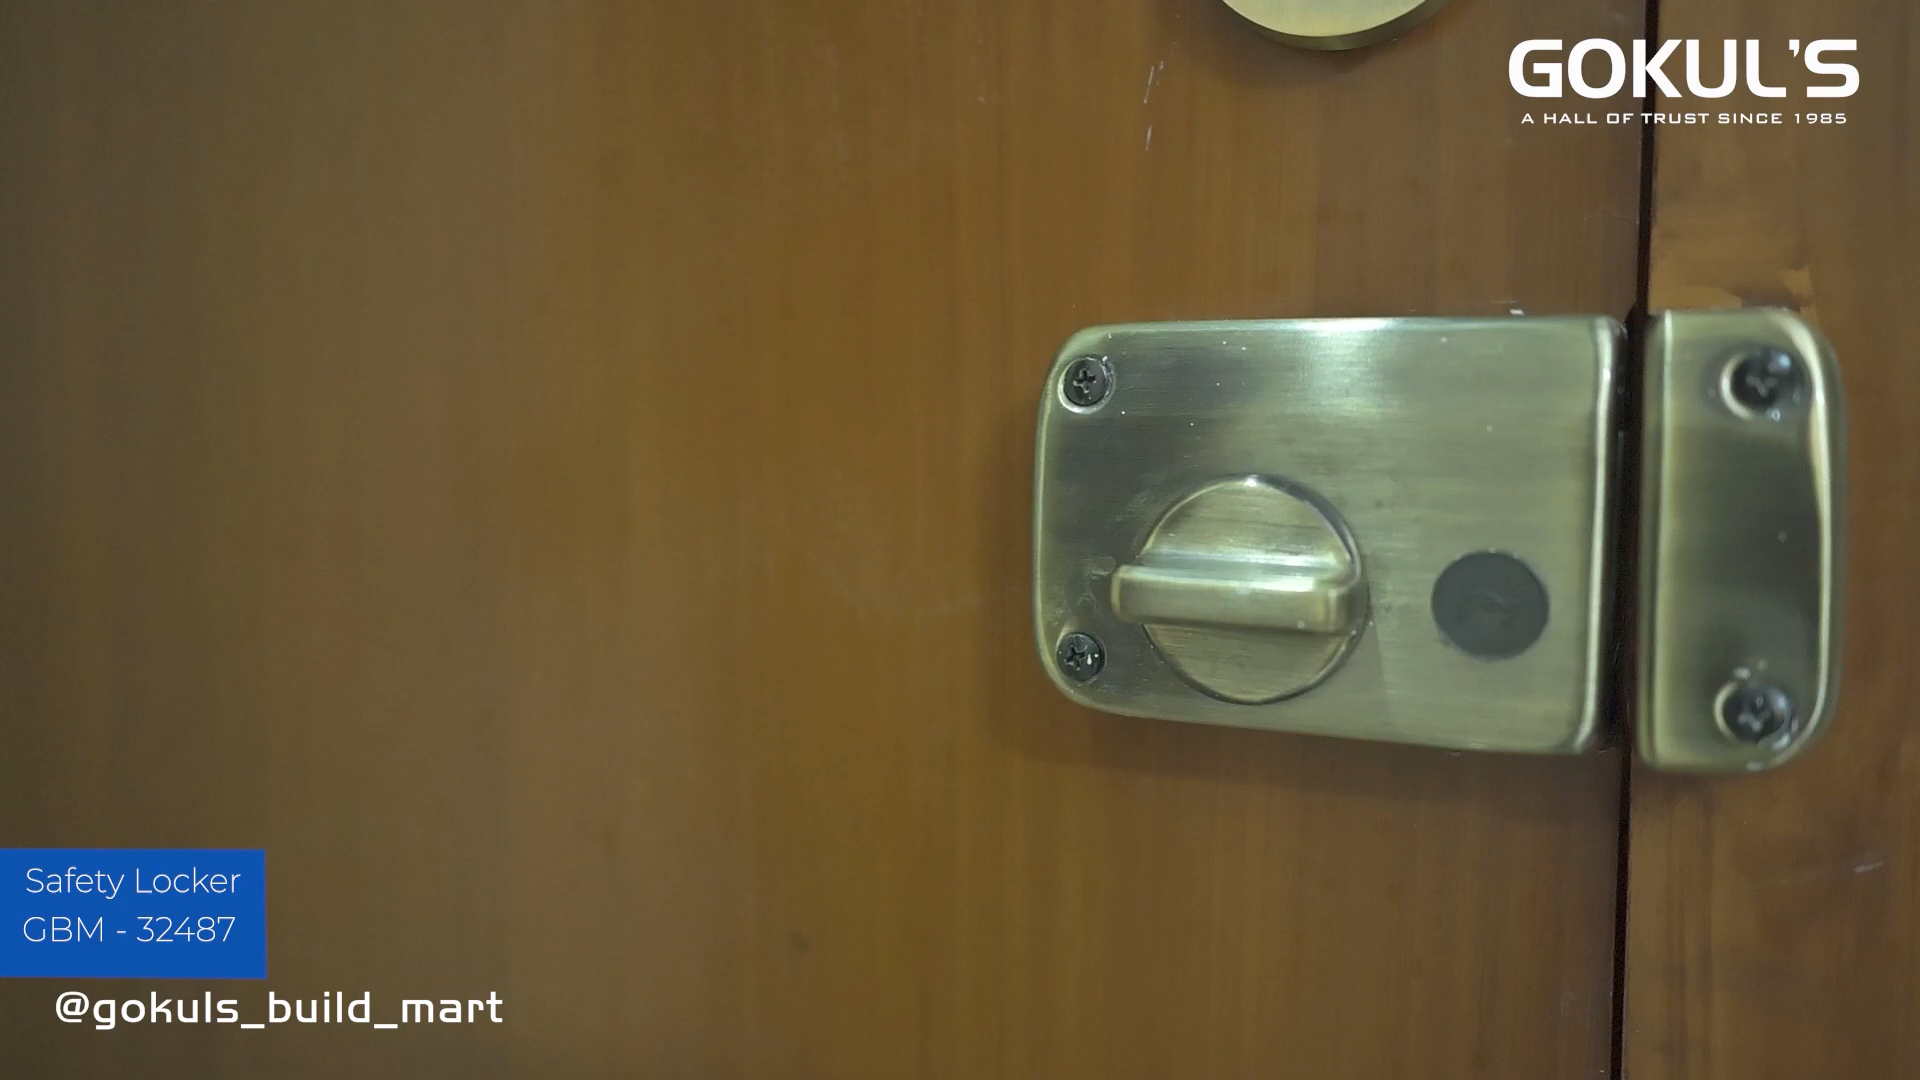 GOKUL'S
A HALL OF TRUST SINCE 1985
Safety Locker
GBM - 32487
@gokuls_build_mart